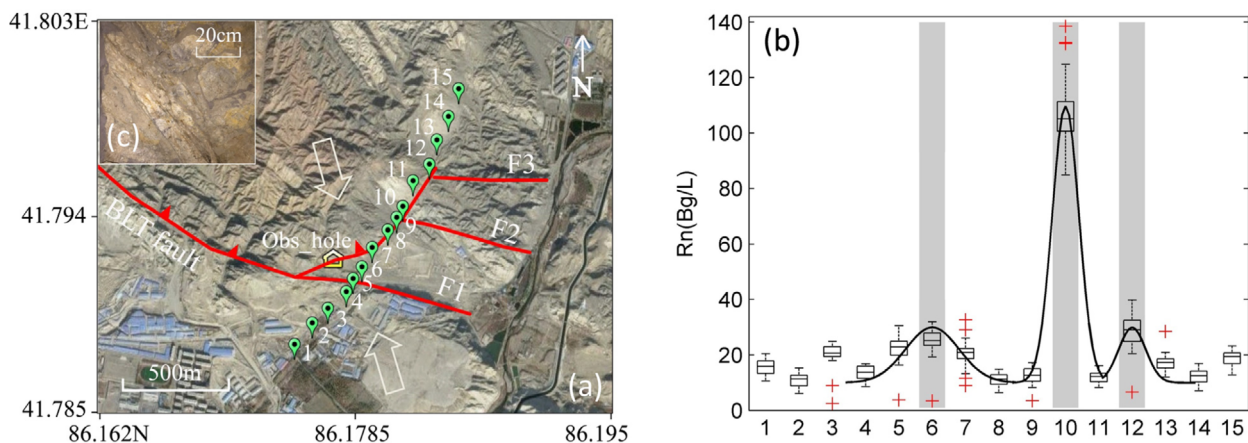 41.803E
41.794
41.785
86.162N
86.1785
86.195
(c)
20cm
N
15
14
13
12
11
10
9
8
7
6
5
4
3
2
1
F3
F2
F1
BLT fault
Obs hole
500m
(a)
(b)
Rn(Bg/L)
140
120
100
80
60
40
20
0
1 2 3 4 5 6 7 8 9 10 11 12 13 14 15